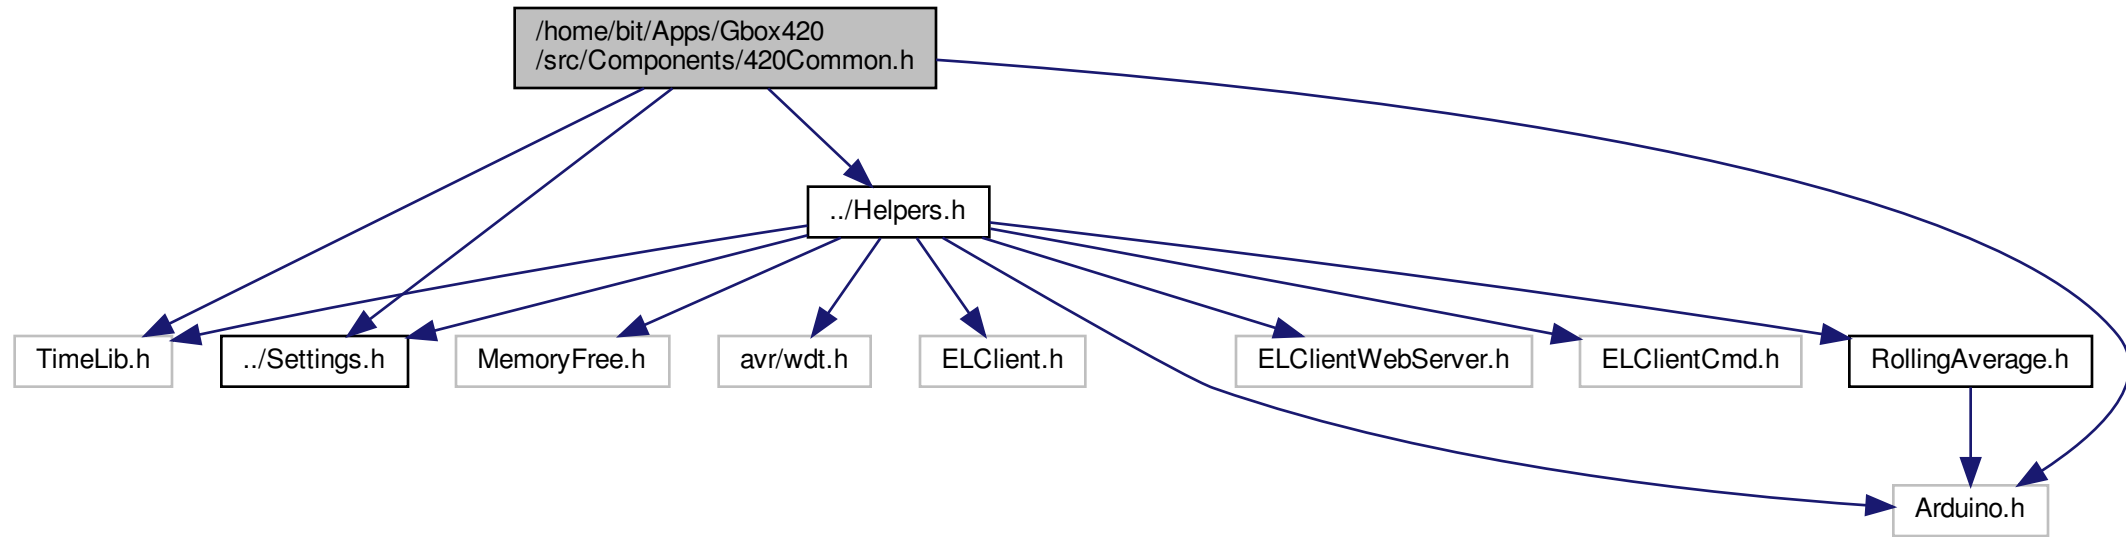 /home/bit/Apps/Gbox420
/src/Components/420Common.h
../Helpers.h
TimeLib.h
../Settings.h
MemoryFree.h
avr/wdt.h
ELClient.h
ELClientWebServer.h
ELClientCmd.h
RollingAverage.h
Arduino.h